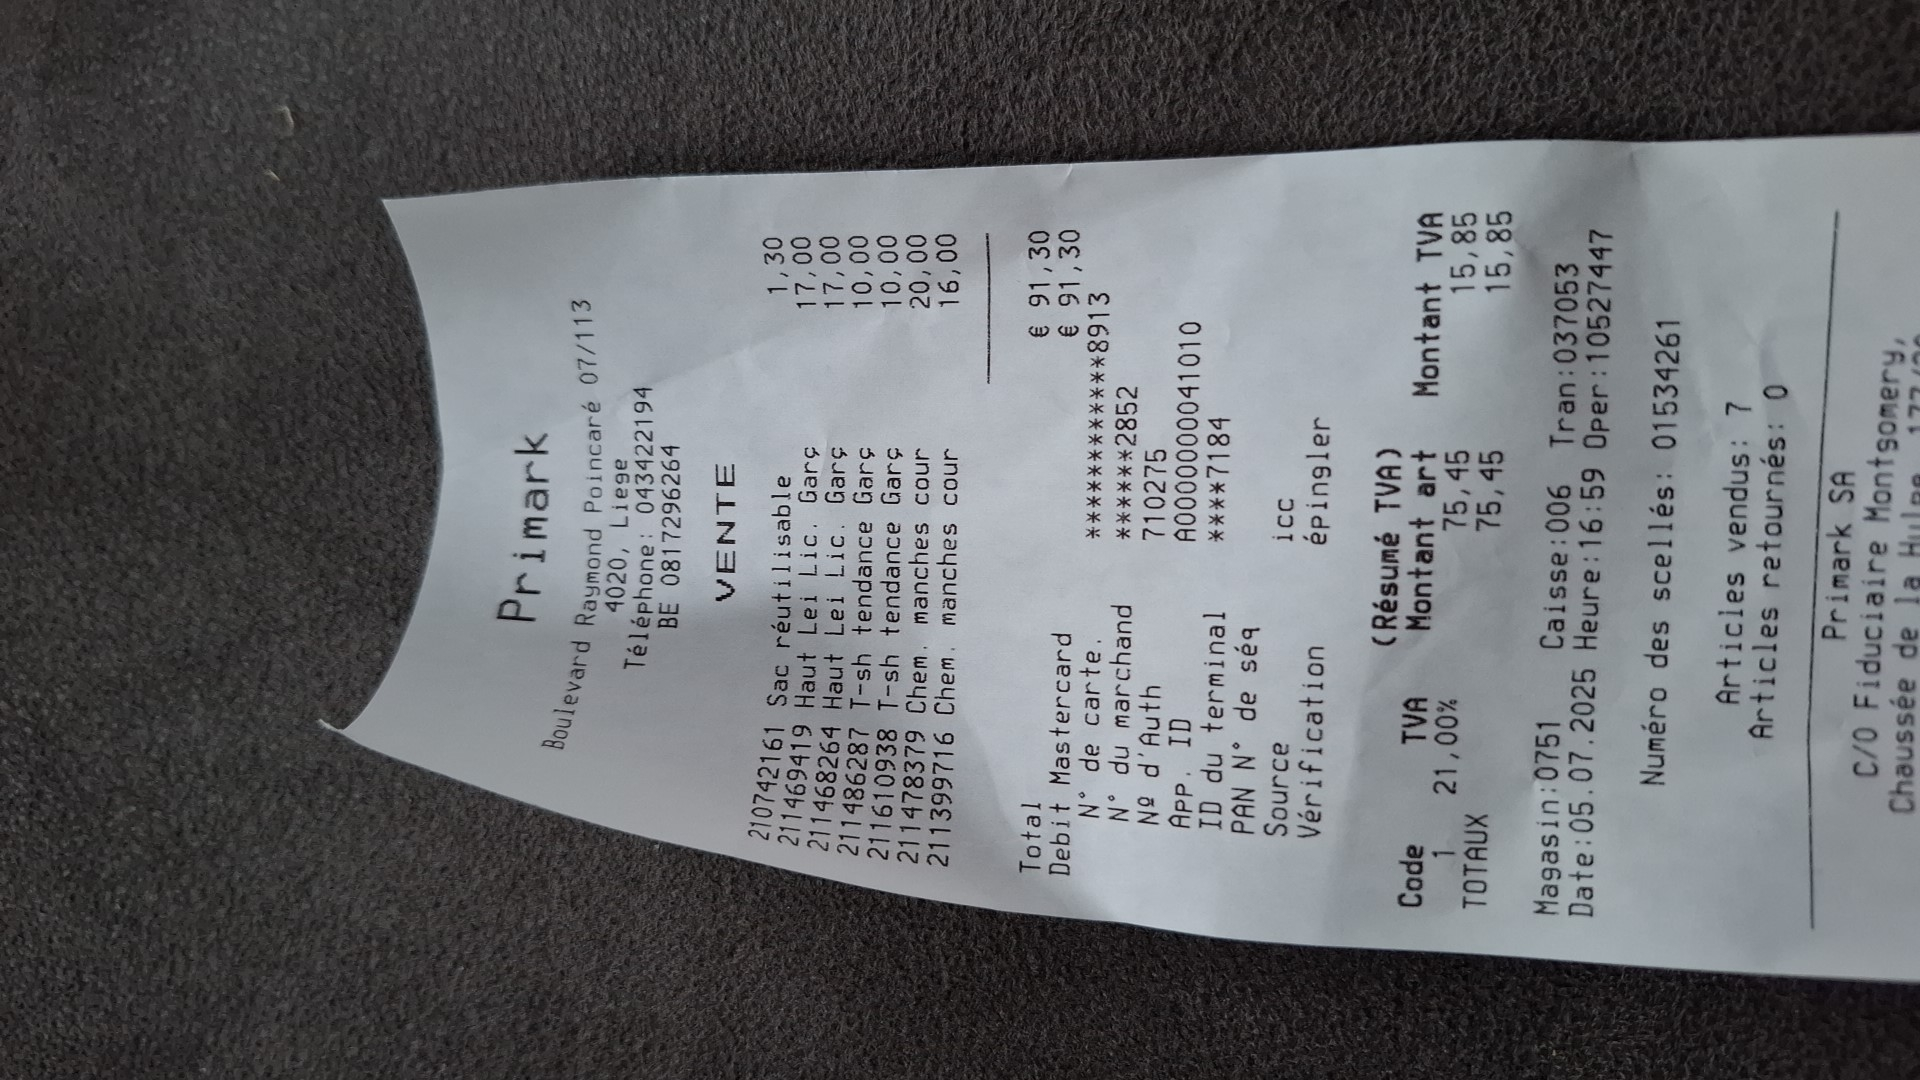 Primark
Boulevard Raymond Poincaré 07/113
4020, Liege
Téléphone: 043422194
BE 0817296264
VENTE
210742161 Sac réutilisable 1,30
211469419 Haut Lei Lic. Garç 17,00
211468264 Haut Lei Lic. Garç 17,00
211486287 T-sh tendance Garç 10,00
211610938 T-sh tendance Garç 10,00
211478379 Chem. manches cour 20,00
211399716 Chem. manches cour 16,00
Total € 91,30
Debit Mastercard € 91,30
N° de carte. ***************8913
N° du marchand ******2852
Nº d'Auth 710275
APP. ID A0000000041010
ID du terminal ****7184
PAN N° de séq
Source icc
Vérification épingler
(Résumé TVA)
Code TVA Montant art Montant TVA
1 21,00% 75,45 15,85
TOTAUX 75,45 15,85
Magasin:0751 Caisse:006 Tran:037053
Date:05.07.2025 Heure:16:59 Oper:10527447
Numéro des scellés: 01534261
Articles vendus: 7
Articles retournés: 0
Primark SA
C/O Fiduciaire Montgomery,
Chaussée de la Hulpe